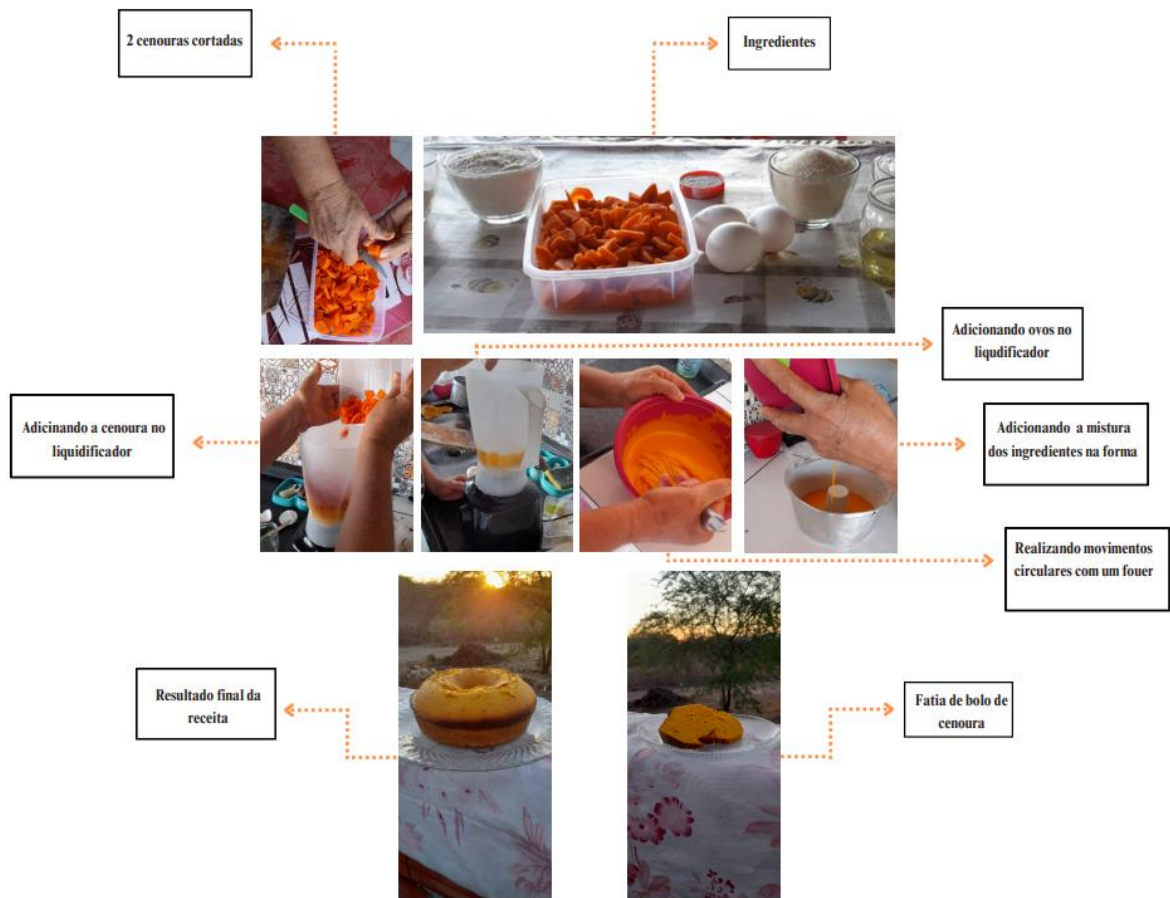 2 cenouras cortadas
Ingredientes
Adicionando ovos no
liqudificador
Adicinando a cenoura no
liquidificador
Adicionando a mistura
dos ingredientes na forma
Realizando movimentos
circulares com um fouer
Resultado final da
receita
Fatia de bolo de
cenoura